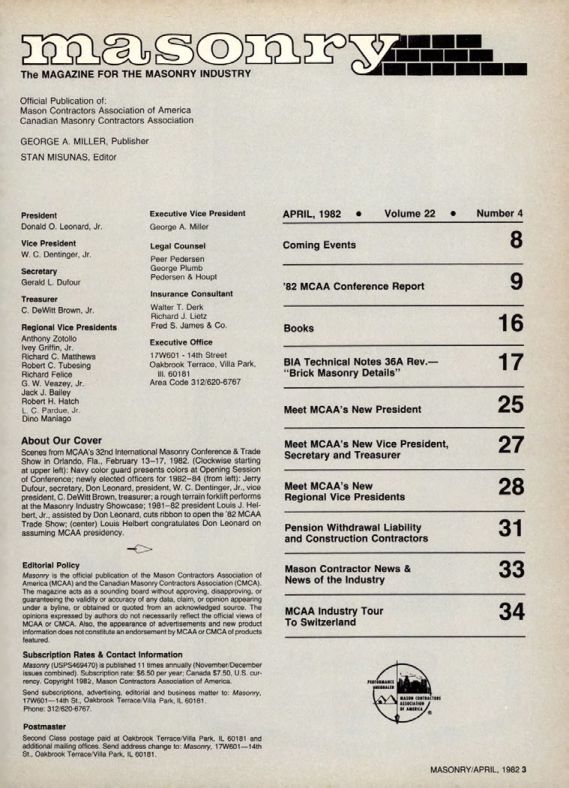 masonry
The MAGAZINE FOR THE MASONRY INDUSTRY
Official Publication of:
Mason Contractors Association of America
Canadian Masonry Contractors Association
GEORGE A. MILLER, Publisher
STAN MISUNAS, Editor
President
Donald O. Leonard, Jr.
Vice President
W. C. Dentinger, Jr.
Secretary
Gerald L. Dufour
Treasurer
C. DeWitt Brown, Jr.
Regional Vice Presidents
Anthony Zotollo
Ivey Griffin, Jr.
Richard C. Matthews
Robert C. Tubesing
Richard Felice
G. W. Veazey, Jr.
Jack J. Bailey
Robert H. Hatch
L. C. Pardue, Jr.
Dino Maniago
Executive Vice President
George A. Miller
Legal Counsel
Peer Pedersen
George Plumb
Pedersen & Houpt
Insurance Consultant
Walter T. Derk
Richard J. Lietz
Fred S. James & Co.
Executive Office
17W601 - 14th Street
Oakbrook Terrace, Villa Park,
Ill. 60181
Area Code 312/620-6767
About Our Cover
Scenes from MCAA's 32nd International Masonry Conference & Trade
Show in Orlando, Fla., February 13–17, 1982. (Clockwise starting
at upper left): Navy color guard presents colors at Opening Session
of Conference; newly elected officers for 1982–84 (from left): Jerry
Dufour, secretary, Don Leonard, president, W. C. Dentinger, Jr., vice
president, C. DeWitt Brown, treasurer; a rough terrain forklift performs
at the Masonry Industry Showcase; 1981–82 president Louis J. Hel-
bert, Jr., assisted by Don Leonard, cuts ribbon to open the '82 MCAA
Trade Show; (center) Louis Helbert congratulates Don Leonard on
assuming MCAA presidency.
Editorial Policy
Masonry is the official publication of the Mason Contractors Association of
America (MCAA) and the Canadian Masonry Contractors Association (CMCA).
The magazine acts as a sounding board without approving, disapproving, or
guaranteeing the validity or accuracy of any data, claim, or opinion appearing
under a byline, or obtained or quoted from an acknowledged source. The
opinions expressed by authors do not necessarily reflect the official views of
MCAA or CMCA. Also, the appearance of advertisements and new product
information does not constitute an endorsement by MCAA or CMCA of products
featured.
Subscription Rates & Contact Information
Masonry (USPS469470) is published 11 times annually (November/December
issues combined). Subscription rate: $6.50 per year; Canada $7.50, U.S. cur-
rency. Copyright 1982, Mason Contractors Association of America.
Send subscriptions, advertising, editorial and business matter to: Masonry,
17W601—14th St., Oakbrook Terrace/Villa Park, IL 60181.
Phone: 312/620-6767.
Postmaster
Second Class postage paid at Oakbrook Terrace/Villa Park, IL 60181 and
additional mailing offices. Send address change to: Masonry, 17W601—14th
St., Oakbrook Terrace/Villa Park, IL 60181.
APRIL, 1982 • Volume 22 • Number 4
Coming Events 8
'82 MCAA Conference Report 9
Books 16
BIA Technical Notes 36A Rev.— 17
"Brick Masonry Details"
Meet MCAA's New President 25
Meet MCAA's New Vice President, 27
Secretary and Treasurer
Meet MCAA's New 28
Regional Vice Presidents
Pension Withdrawal Liability 31
and Construction Contractors
Mason Contractor News & 33
News of the Industry
MCAA Industry Tour 34
To Switzerland
PERFORMANCE
MASON CONTRACTORS
ASSOCIATION
OF AMERICA
MASONRY/APRIL, 1982 3